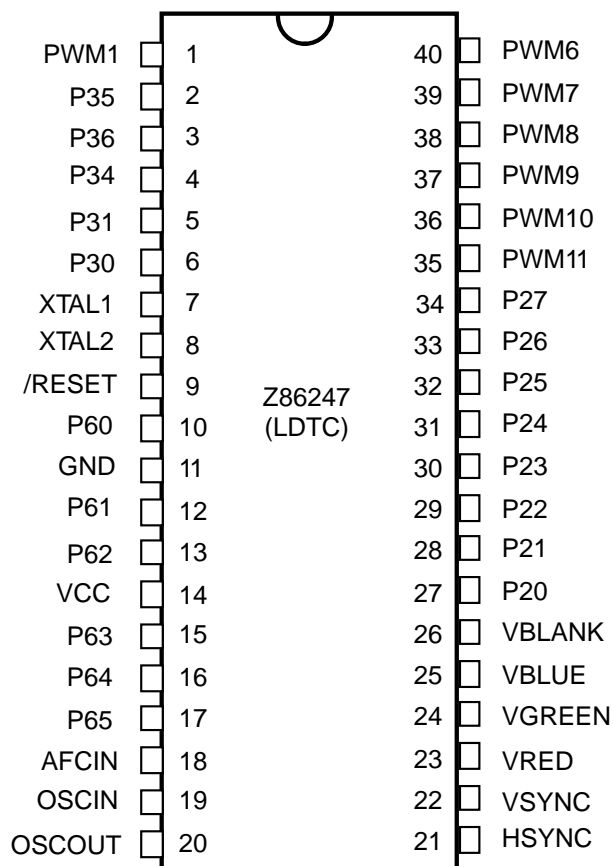 PWM1 1 40 PWM6
P35 2 39 PWM7
P36 3 38 PWM8
P34 4 37 PWM9
P31 5 36 PWM10
P30 6 35 PWM11
XTAL1 7 34 P27
XTAL2 8 33 P26
/RESET 9 32 P25
Z86247
(LDTC)
P60 10 31 P24
GND 11 30 P23
P61 12 29 P22
P62 13 28 P21
VCC 14 27 P20
P63 15 26 VBLANK
P64 16 25 VBLUE
P65 17 24 VGREEN
AFCIN 18 23 VRED
OSCIN 19 22 VSYNC
OSCOUT 20 21 HSYNC